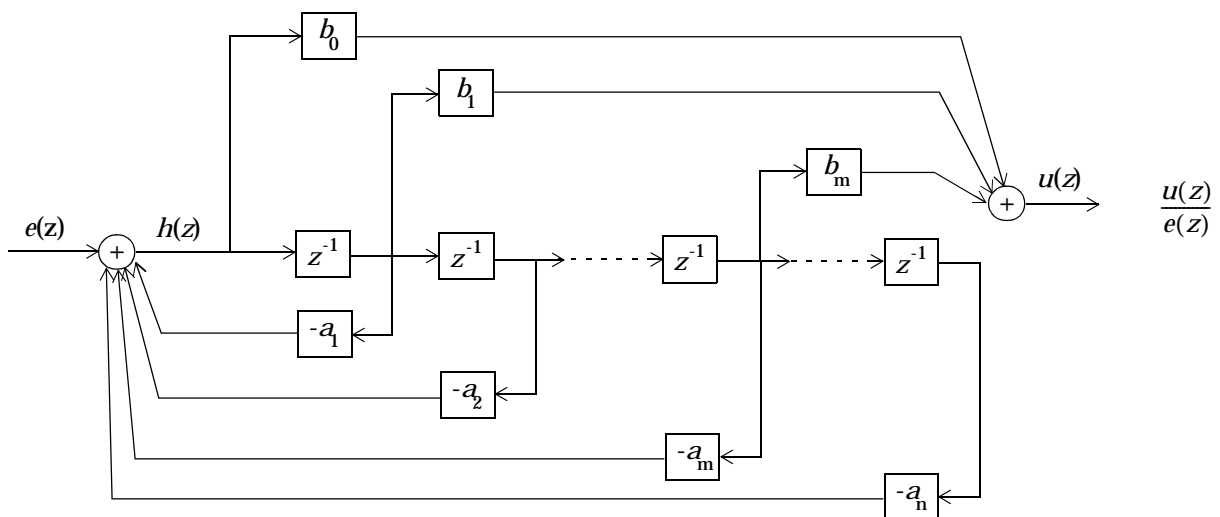 b₀
b₁
bₘ
e(z)
+
h(z)
z⁻¹
z⁻¹
z⁻¹
z⁻¹
+
u(z)
u(z)
e(z)
-a₁
-a₂
-aₘ
-aₙ